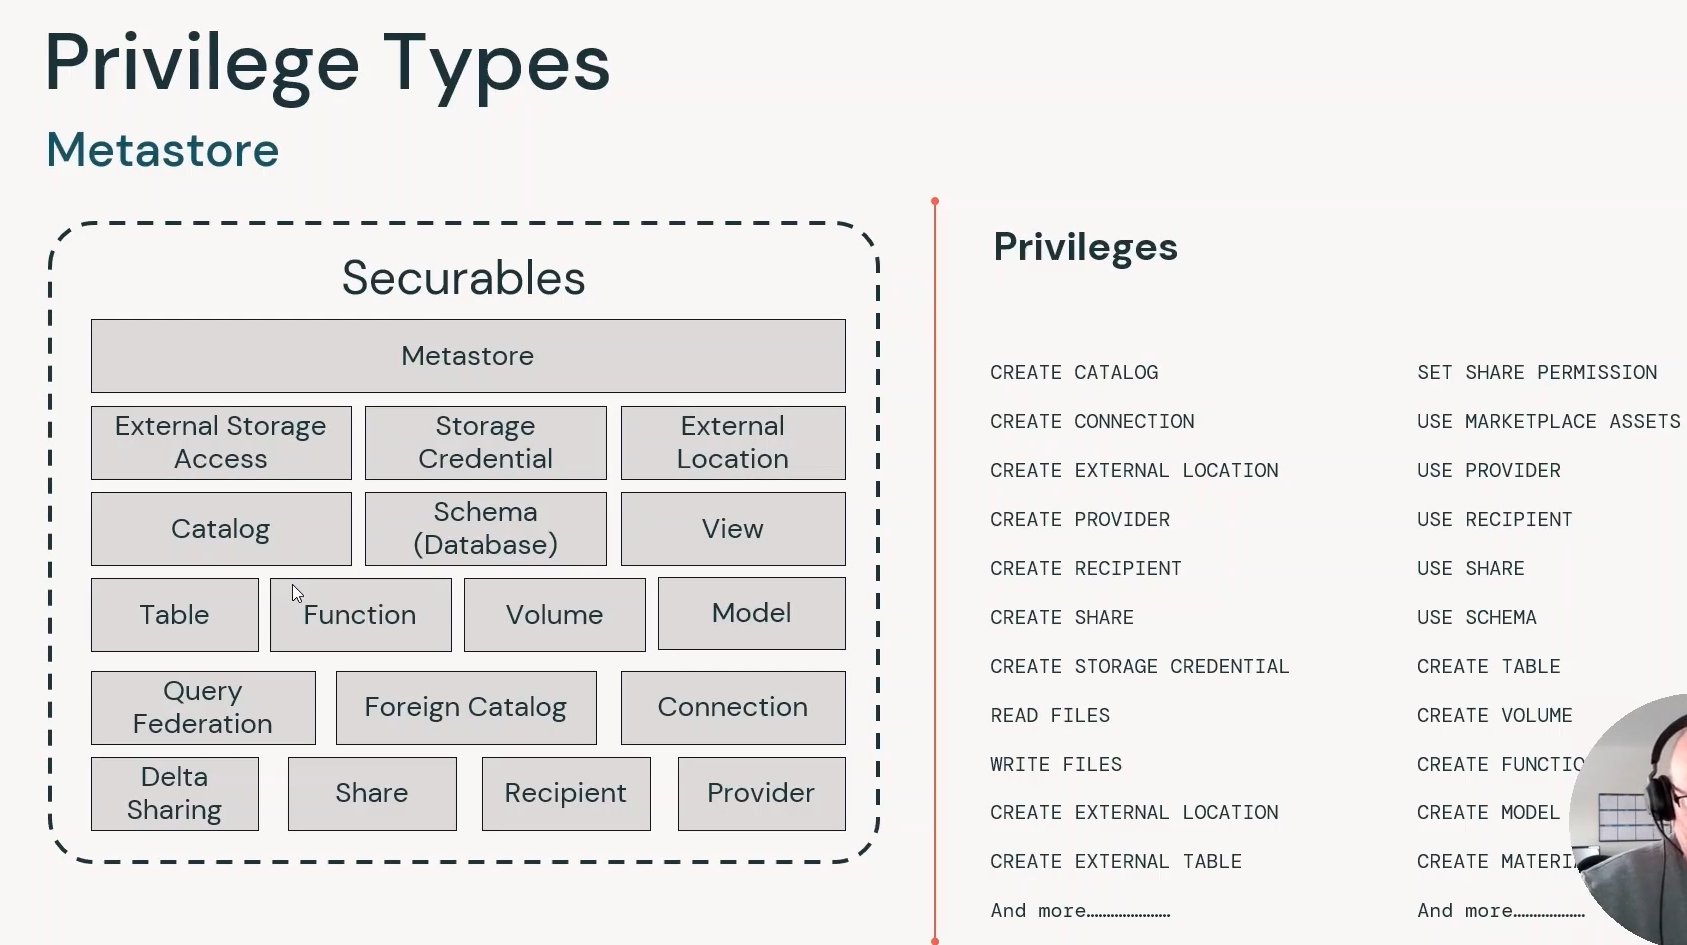 Privilege Types
Metastore
Securables
Metastore
External Storage
Access
Storage
Credential
External
Location
Catalog
Schema
(Database)
View
Table
Function
Volume
Model
Query
Federation
Foreign Catalog
Connection
Delta
Sharing
Share
Recipient
Provider
Privileges
CREATE CATALOG
CREATE CONNECTION
CREATE EXTERNAL LOCATION
CREATE PROVIDER
CREATE RECIPIENT
CREATE SHARE
CREATE STORAGE CREDENTIAL
READ FILES
WRITE FILES
CREATE EXTERNAL LOCATION
CREATE EXTERNAL TABLE
And more…………………
SET SHARE PERMISSION
USE MARKETPLACE ASSETS
USE PROVIDER
USE RECIPIENT
USE SHARE
USE SCHEMA
CREATE TABLE
CREATE VOLUME
CREATE
CREATE MODEL
CREATE
And more………………